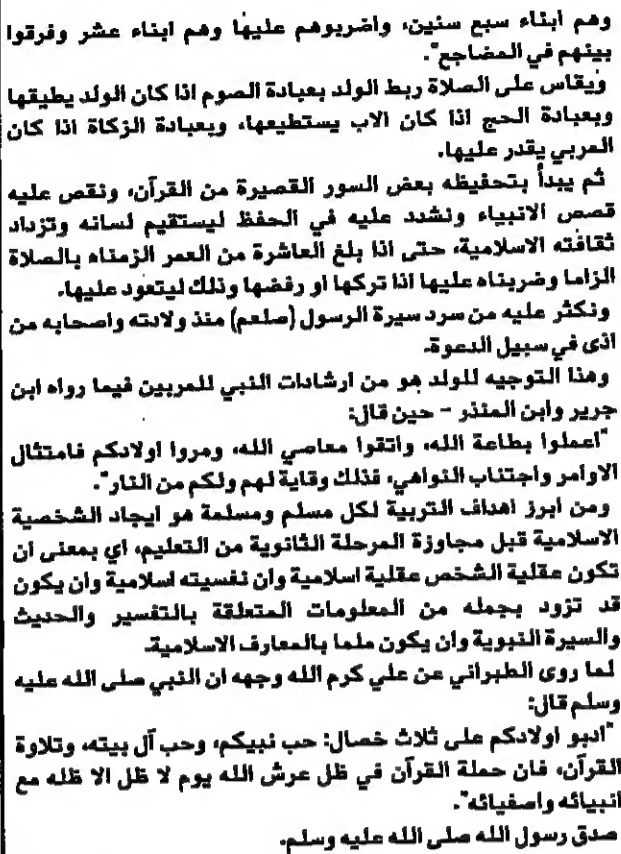 وهم ابناء سبع سنين، واضربوهم عليها وهم ابناء عشر وفرقوا
بينهم في المضاجع".
ويقاس على الصلاة ربط الولد بعبادة الصوم اذا كان الولد يطيقها
وبعبادة الحج اذا كان الاب يستطيعها، وبعبادة الزكاة اذا كان
المربي يقدر عليها.
ثم يبدأ بتحفيظه بعض السور القصيرة من القرآن، ونقص عليه
قصص الانبياء ونشدد عليه في الحفظ ليستقيم لسانه وتزداد
ثقافته الاسلامية، حتى اذا بلغ العاشرة من العمر الزمناه بالصلاة
الزاما وضربناه عليها اذا تركها او رفضها وذلك ليتعود عليها.
ونكثر عليه من سرد سيرة الرسول (صلعم) منذ ولادته واصحابه من
اذى في سبيل الدعوة.
وهذا التوجيه للولد هو من ارشادات النبي للمربين فيما رواه ابن
جرير وابن المنذر - حين قال:
"اعملوا بطاعة الله، واتقوا معاصي الله، ومروا اولادكم فامتثال
الاوامر واجتناب النواهي، فذلك وقاية لهم ولكم من النار".
ومن ابرز اهداف التربية لكل مسلم ومسلمة هو ايجاد الشخصية
الاسلامية قبل مجاوزة المرحلة الثانوية من التعليم، اي بمعنى ان
تكون عقلية الشخص عقلية اسلامية وان نفسيته اسلامية وان يكون
قد تزود بجمله من المعلومات المتعلقة بالتفسير والحديث
والسيرة النبوية وان يكون ملما بالمعارف الاسلامية.
لما روى الطبراني عن علي كرم الله وجهه ان النبي صلى الله عليه
وسلم قال:
"ادبو اولادكم على ثلاث خصال: حب نبيكم، وحب آل بيته، وتلاوة
القرآن، فان حملة القرآن في ظل عرش الله يوم لا ظل الا ظله مع
انبيائه واصفيائه".
صدق رسول الله صلى الله عليه وسلم.